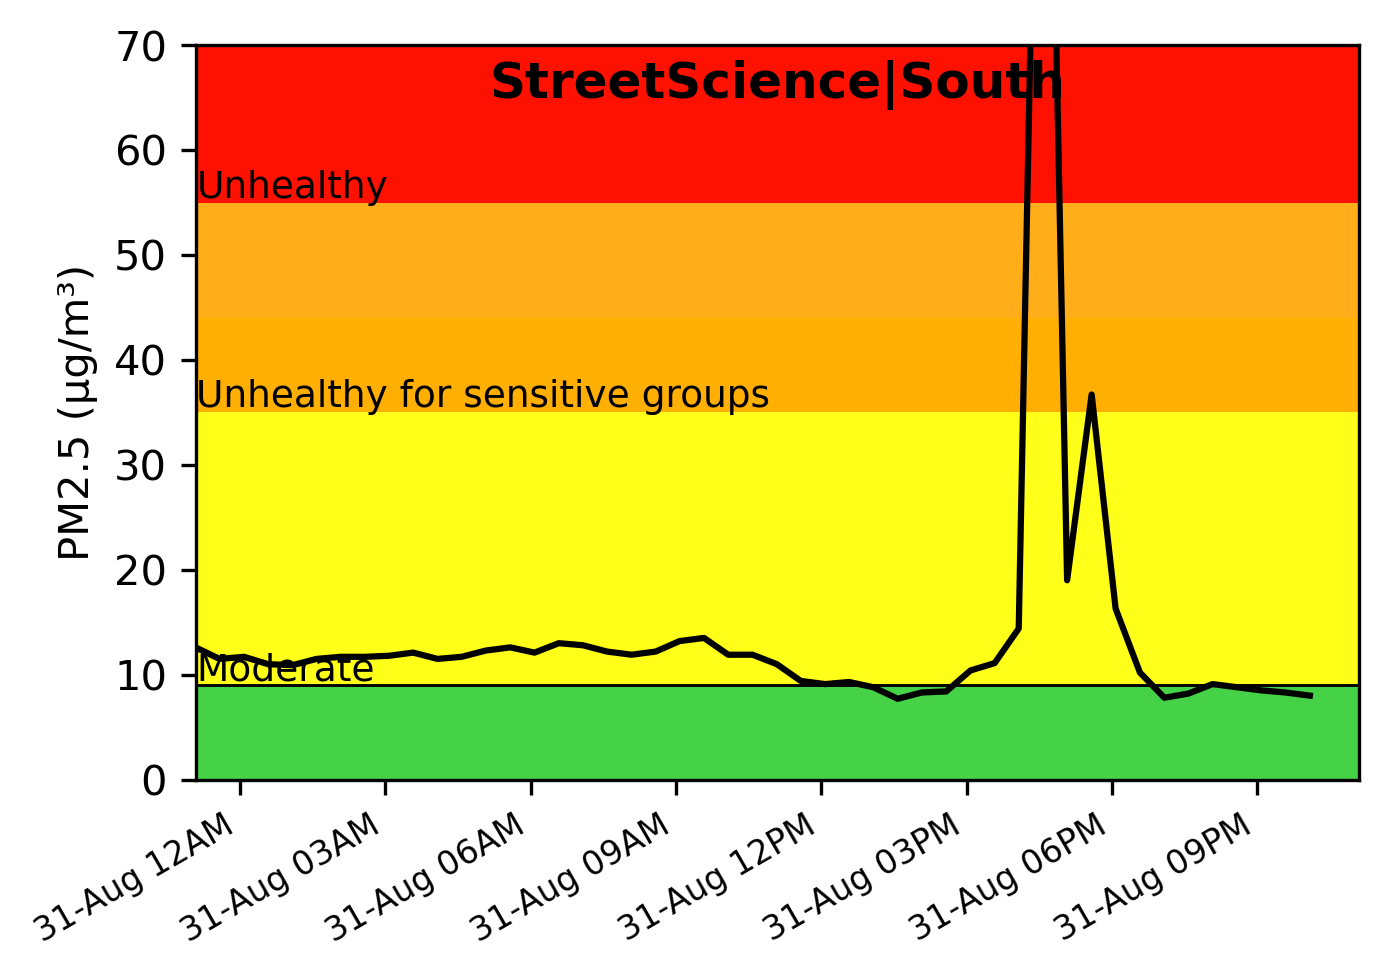 StreetScience|South
PM2.5 (µg/m³)
70
60
50
40
30
20
10
0
Unhealthy
Unhealthy for sensitive groups
Moderate
31-Aug 12AM
31-Aug 03AM
31-Aug 06AM
31-Aug 09AM
31-Aug 12PM
31-Aug 03PM
31-Aug 06PM
31-Aug 09PM